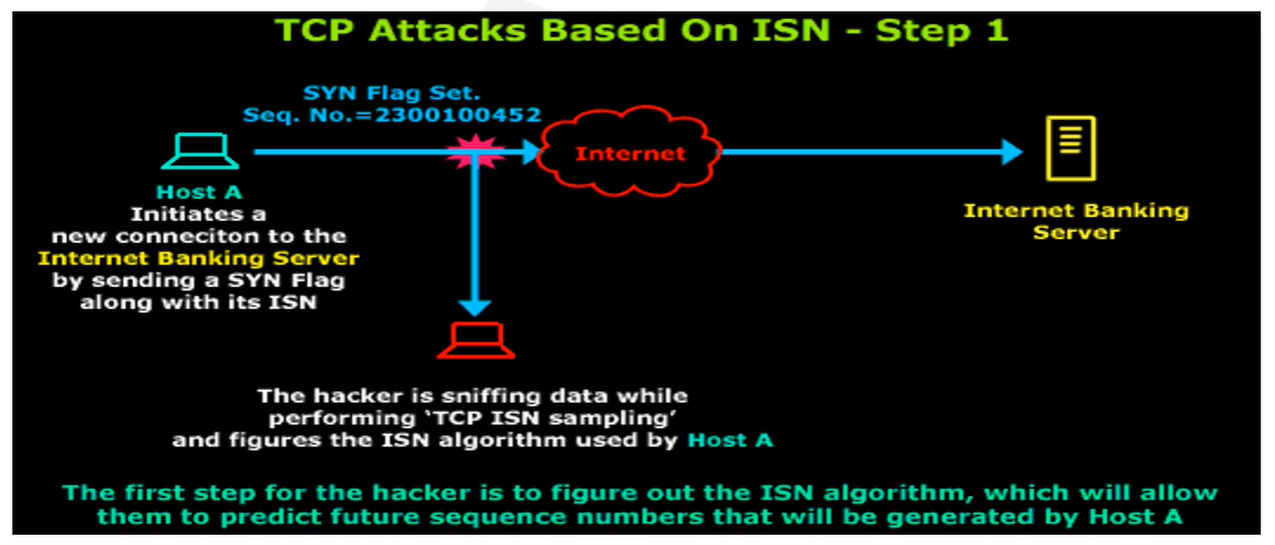 TCP Attacks Based On ISN - Step 1
SYN Flag Set.
Seq. No.=2300100452
Internet
Host A
Initiates a
new conneciton to the
Internet Banking Server
by sending a SYN Flag
along with its ISN
Internet Banking
Server
The hacker is sniffing data while
performing ‘TCP ISN sampling’
and figures the ISN algorithm used by Host A
The first step for the hacker is to figure out the ISN algorithm, which will allow
them to predict future sequence numbers that will be generated by Host A